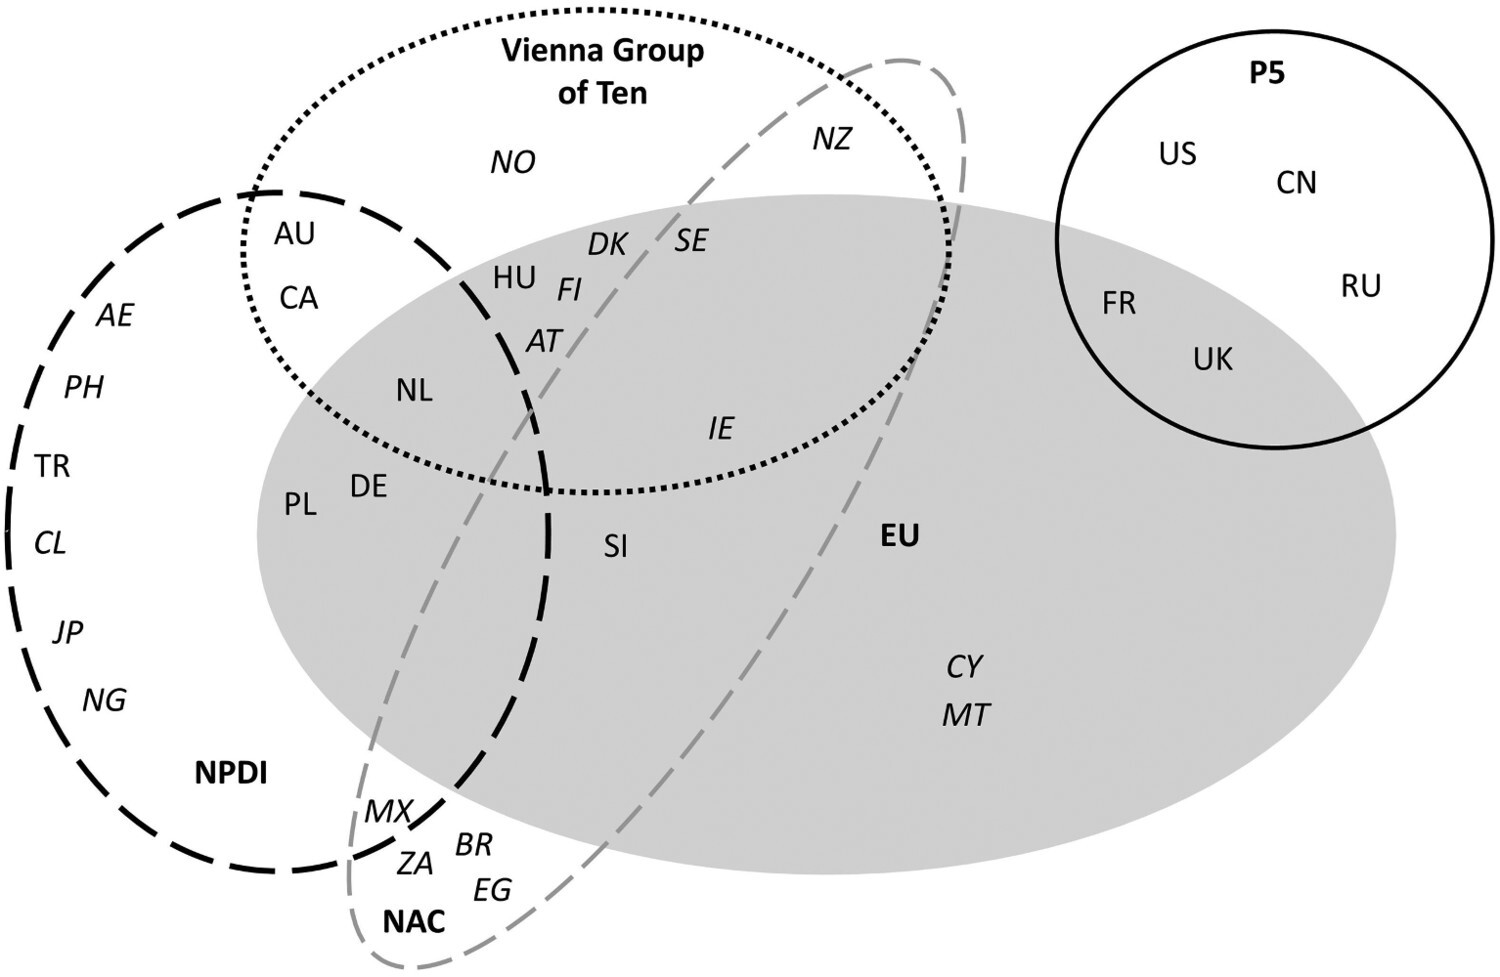 Vienna Group
of Ten
P5
NZ
US
NO
CN
AU
DK
SE
HU
FI
CA
RU
FR
AE
AT
UK
PH
NL
IE
TR
DE
PL
EU
CL
SI
JP
CY
NG
MT
NPDI
MX
BR
ZA
EG
NAC